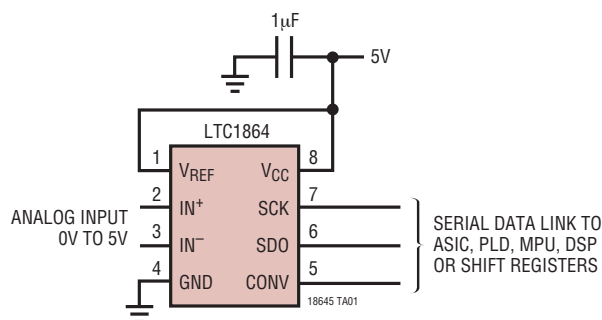 1µF
5V
LTC1864
1 VREF VCC 8
2 IN+ SCK 7
3 IN– SDO 6
4 GND CONV 5
ANALOG INPUT
0V TO 5V
SERIAL DATA LINK TO
ASIC, PLD, MPU, DSP
OR SHIFT REGISTERS
18645 TA01